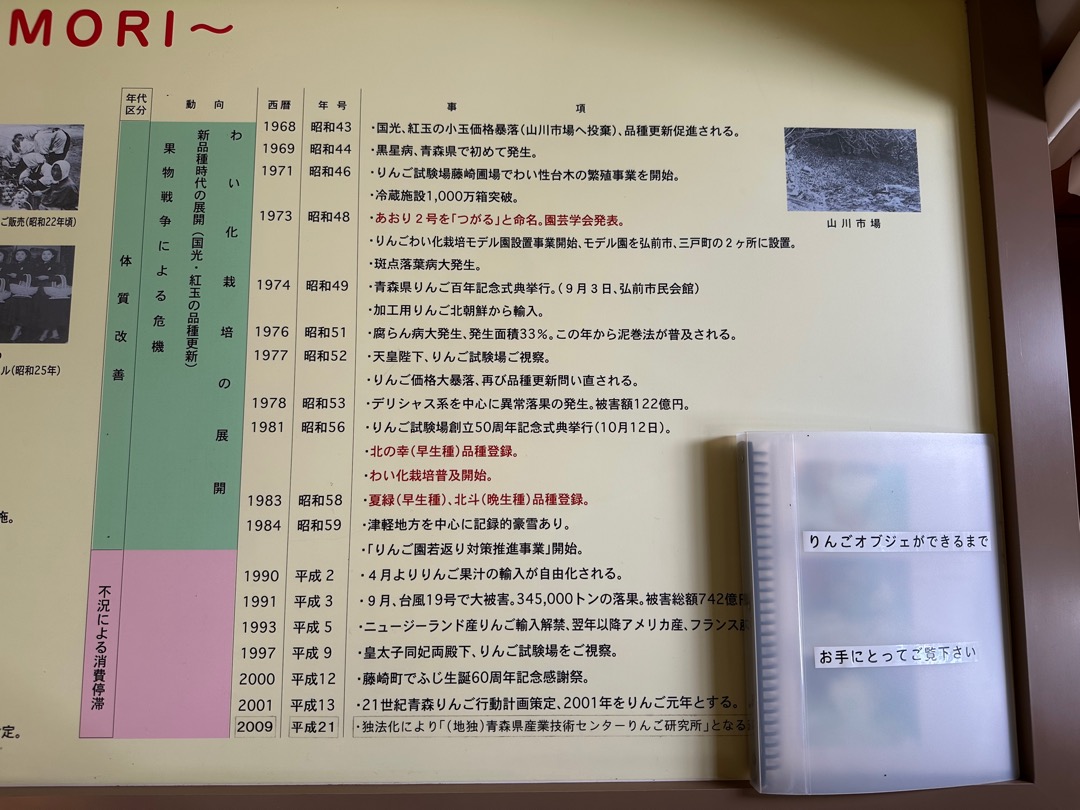 MORI～
年代区分 動向 西暦 年号 事項
体質改善
果物戦争による危機
新品種時代の展開(国光・紅玉の品種更新)
わい化栽培の展開
不況による消費停滞
1968 昭和43 ・国光、紅玉の小玉価格暴落(山川市場へ投棄)、品種更新促進される。
1969 昭和44 ・黒星病、青森県で初めて発生。
1971 昭和46 ・りんご試験場藤崎圃場でわい性台木の繁殖事業を開始。
・冷蔵施設1,000万箱突破。
1973 昭和48 ・あおり2号を「つがる」と命名。園芸学会発表。
・りんごわい化栽培モデル園設置事業開始、モデル園を弘前市、三戸町の2ヶ所に設置。
・斑点落葉病大発生。
1974 昭和49 ・青森県りんご百年記念式典挙行。(9月3日、弘前市民会館)
・加工用りんご北朝鮮から輸入。
1976 昭和51 ・腐らん病大発生、発生面積33%。この年から泥巻法が普及される。
1977 昭和52 ・天皇陛下、りんご試験場ご視察。
・りんご価格大暴落、再び品種更新問い直される。
1978 昭和53 ・デリシャス系を中心に異常落果の発生。被害額122億円。
1981 昭和56 ・りんご試験場創立50周年記念式典挙行(10月12日)。
・北の幸(早生種)品種登録。
・わい化栽培普及開始。
1983 昭和58 ・夏緑(早生種)、北斗(晩生種)品種登録。
1984 昭和59 ・津軽地方を中心に記録的豪雪あり。
・「りんご園若返り対策推進事業」開始。
1990 平成2 ・4月よりりんご果汁の輸入が自由化される。
1991 平成3 ・9月、台風19号で大被害。345,000トンの落果。被害総額742億円
1993 平成5 ・ニュージーランド産りんご輸入解禁、翌年以降アメリカ産、フランス
1997 平成9 ・皇太子同妃両殿下、りんご試験場をご視察。
2000 平成12 ・藤崎町でふじ生誕60周年記念感謝祭。
2001 平成13 ・21世紀青森りんご行動計画策定、2001年をりんご元年とする。
2009 平成21 ・独法化により「(地独)青森県産業技術センターりんご研究所」となる
山川市場
ご販売(昭和22年頃)
ル(昭和25年)
施。
定。
りんごオブジェができるまで
お手にとってご覧下さい